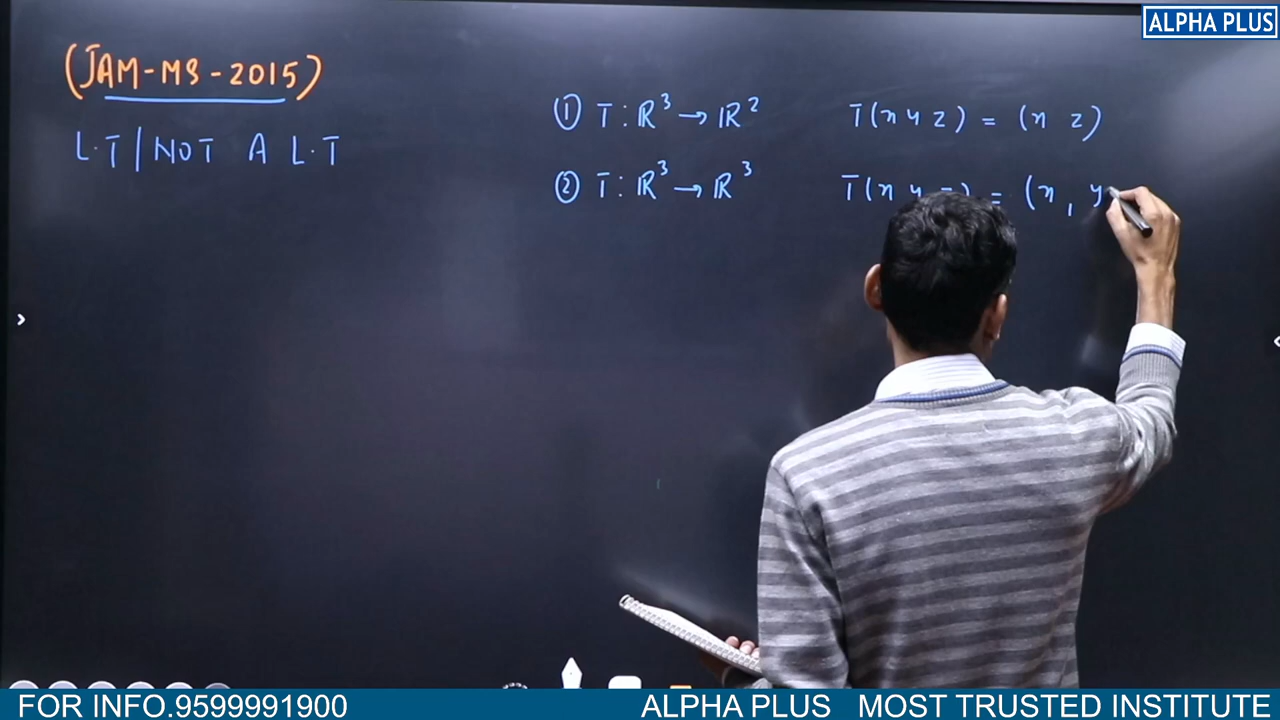 ALPHA PLUS
(JAM-MS-2015)
L.T/NOT A L.T
① T : ℝ³ → ℝ² T(x y z) = (x z)
② T : ℝ³ → ℝ³ T(x y z) = (x, y
FOR INFO.9599991900 ALPHA PLUS MOST TRUSTED INSTITUTE